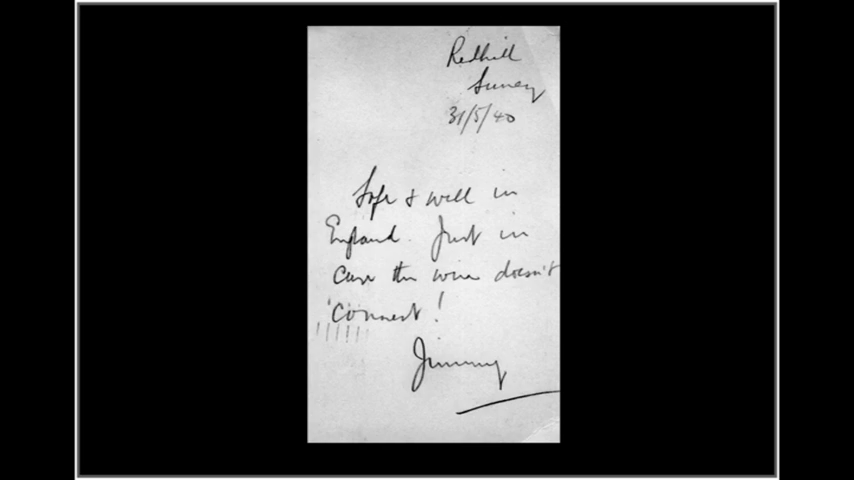 Redhill
Surrey
31/5/40
Safe & well in
England. Just in
case the wire doesn't
'connect!
Jimmy